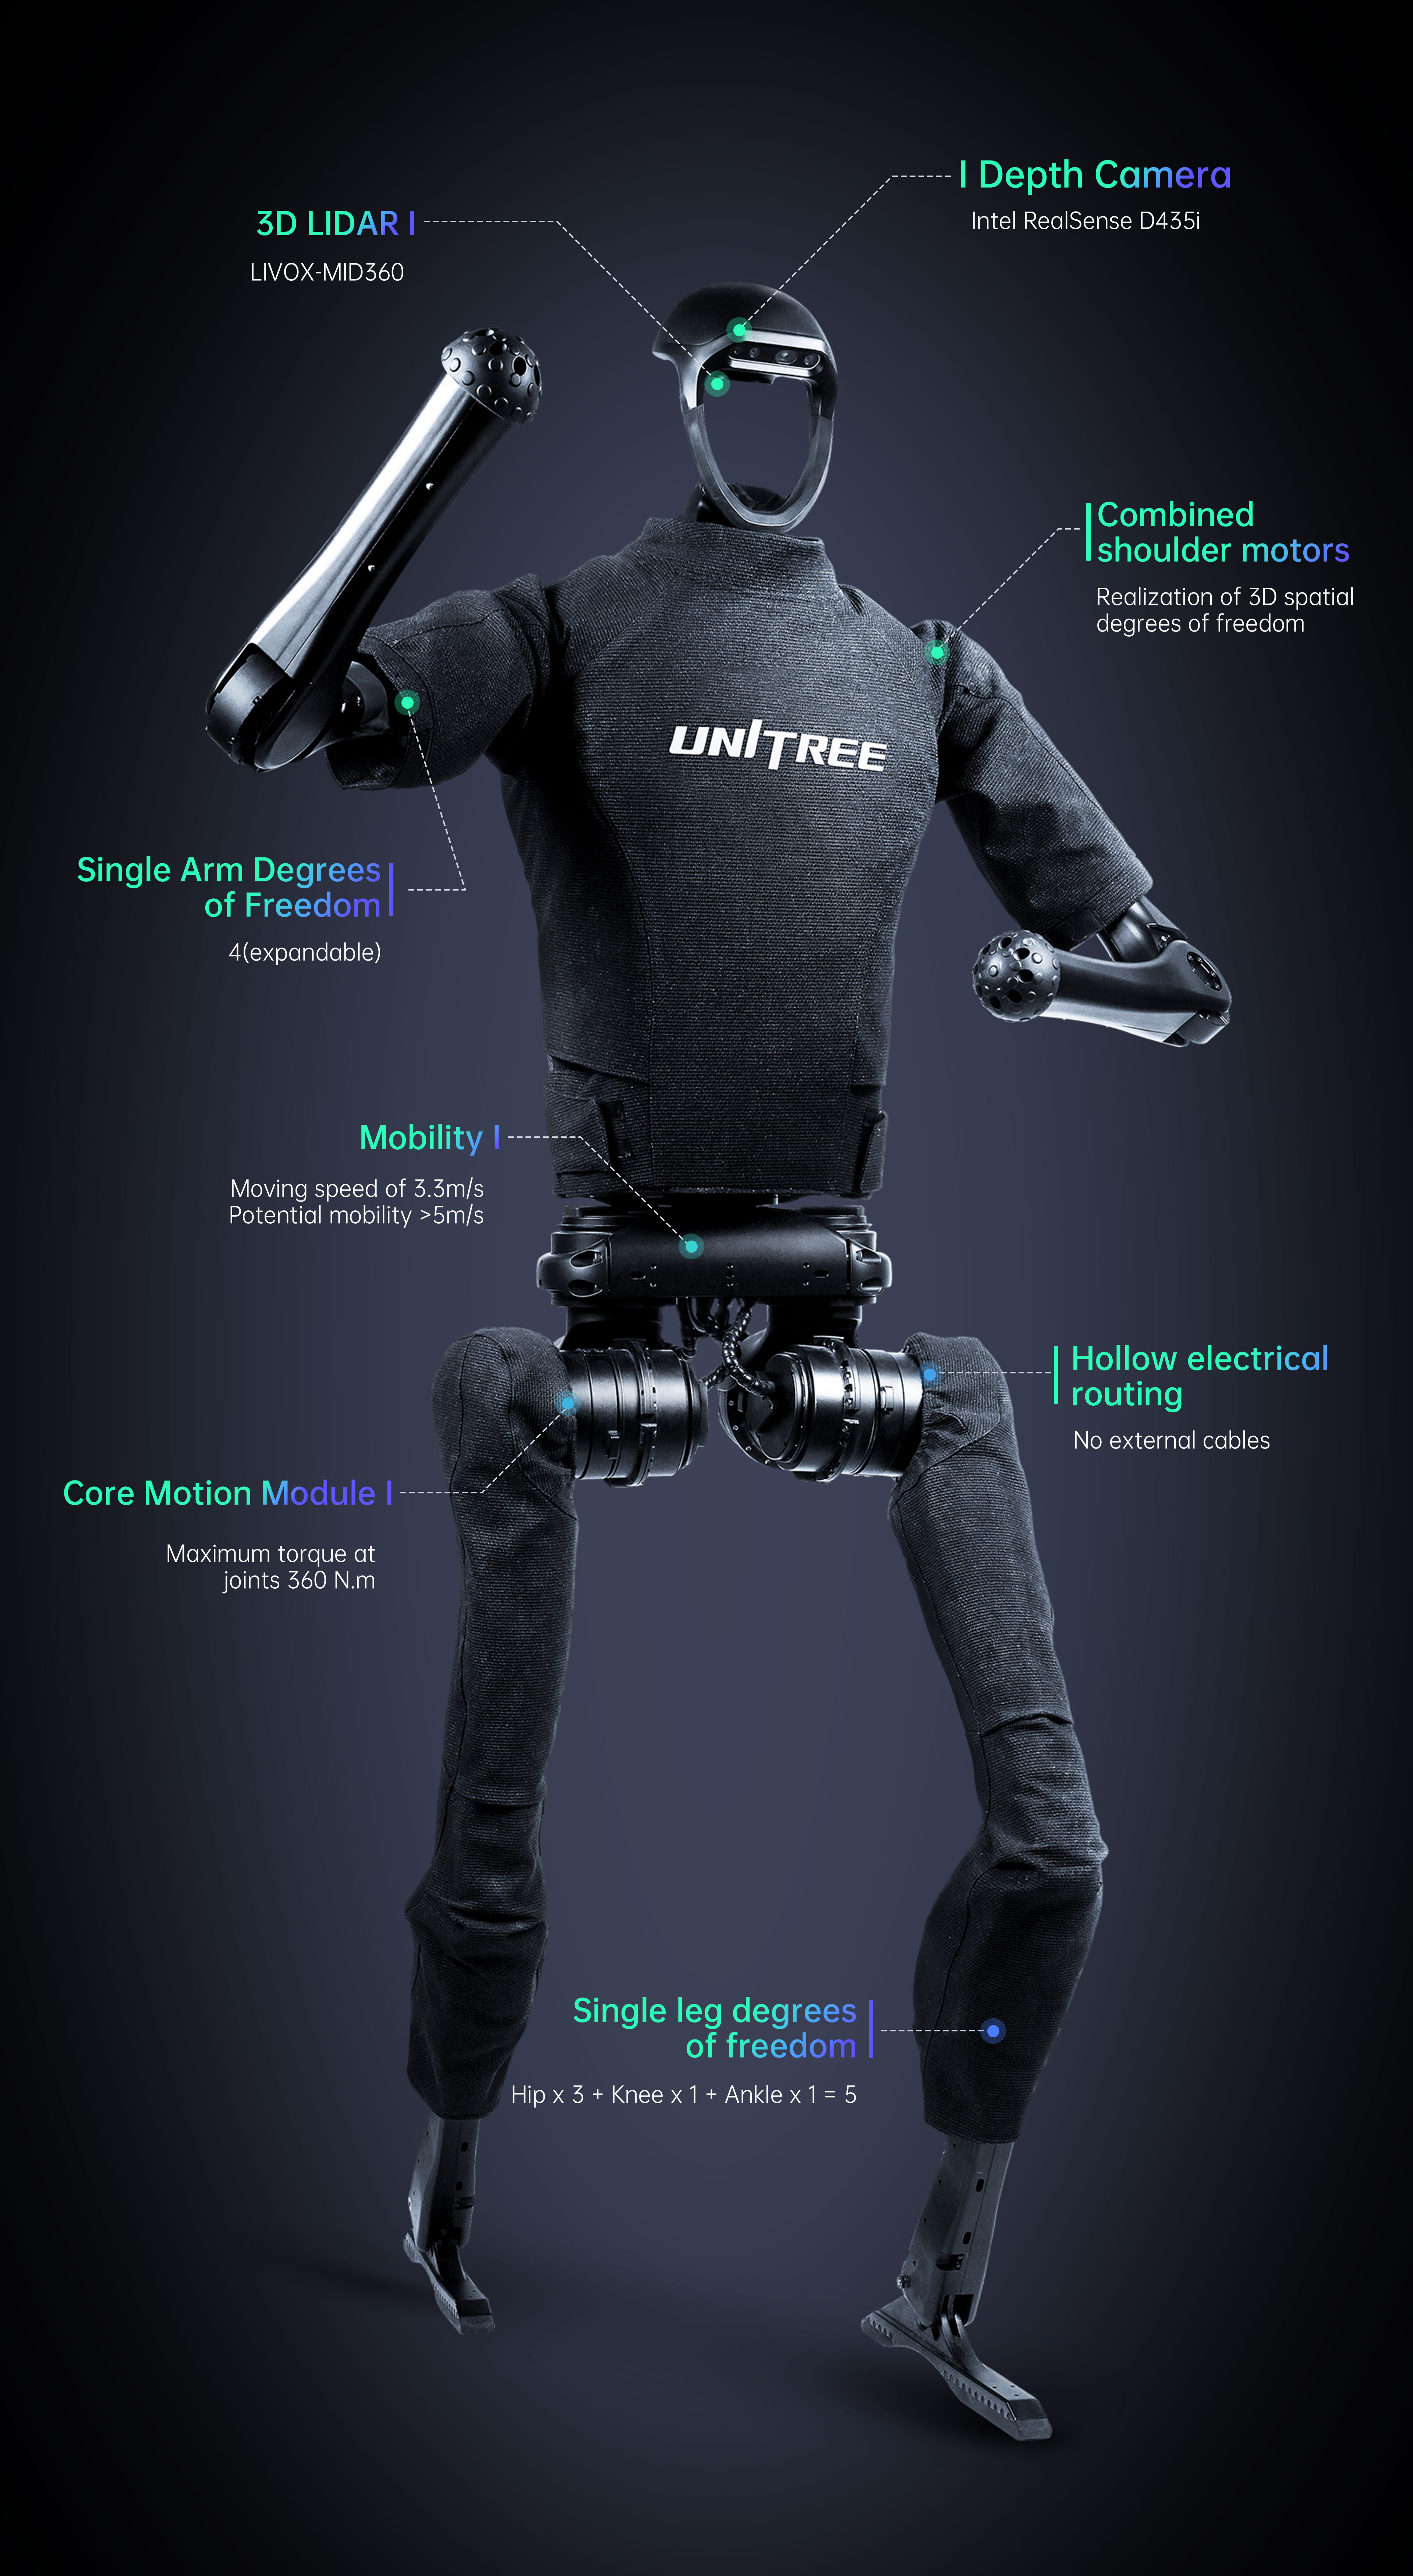 Depth Camera
Intel RealSense D435i
3D LIDAR
LIVOX-MID360
Combined
shoulder motors
Realization of 3D spatial
degrees of freedom
UNITREE
Single Arm Degrees
of Freedom
4(expandable)
Mobility
Moving speed of 3.3m/s
Potential mobility >5m/s
Hollow electrical
routing
No external cables
Core Motion Module
Maximum torque at
joints 360 N.m
Single leg degrees
of freedom
Hip x 3 + Knee x 1 + Ankle x 1 = 5